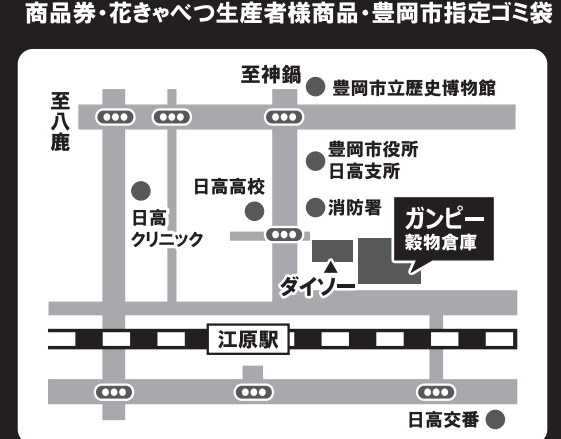 商品券・花きゃべつ生産者様商品・豊岡市指定ゴミ袋
至神鍋
豊岡市立歴史博物館
至八鹿
豊岡市役所
日高支所
日高高校
消防署
日高
クリニック
ガンピー
穀物倉庫
ダイソー
江原駅
日高交番